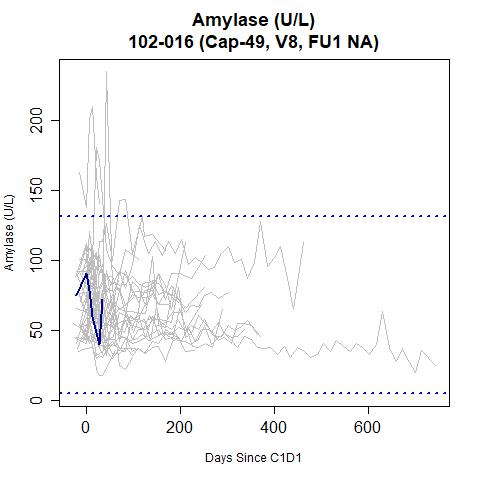 Amylase (U/L)
102-016 (Cap-49, V8, FU1 NA)
Amylase (U/L)
200
150
100
50
0
0 200 400 600
Days Since C1D1